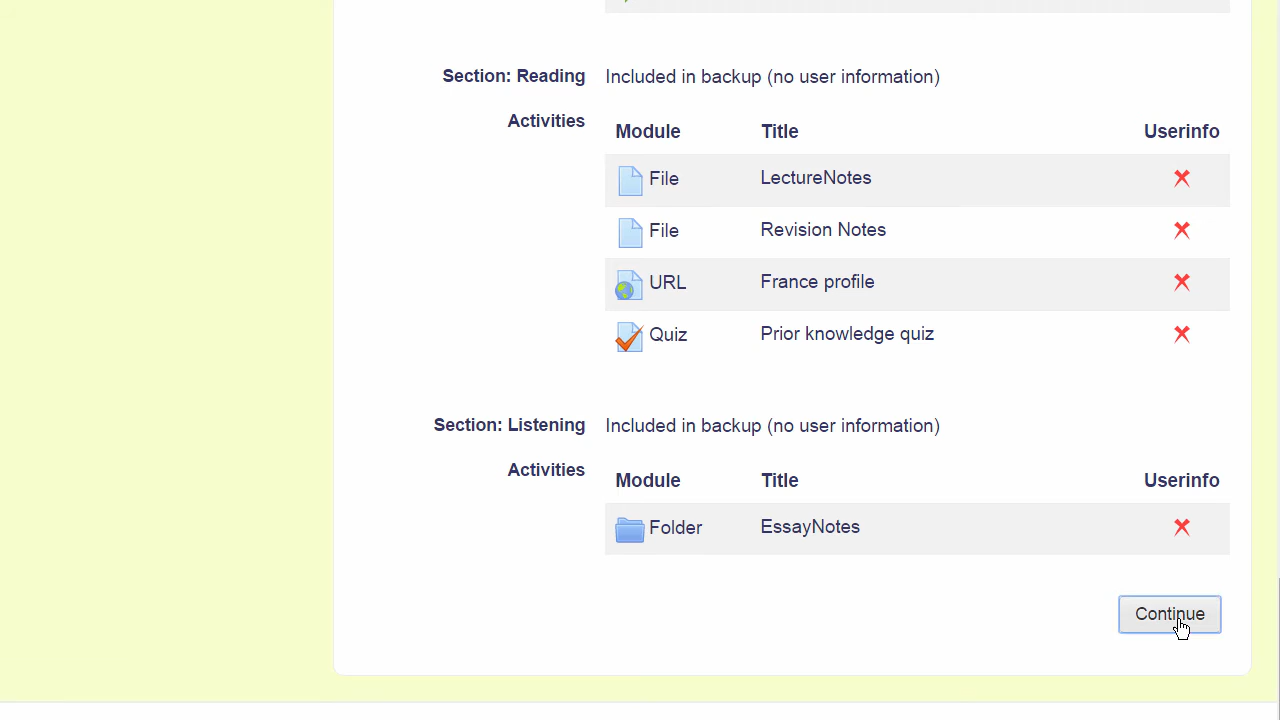 Section: Reading Included in backup (no user information)
Activities
Module Title Userinfo
File LectureNotes
File Revision Notes
URL France profile
Quiz Prior knowledge quiz
Section: Listening Included in backup (no user information)
Activities
Module Title Userinfo
Folder EssayNotes
Continue